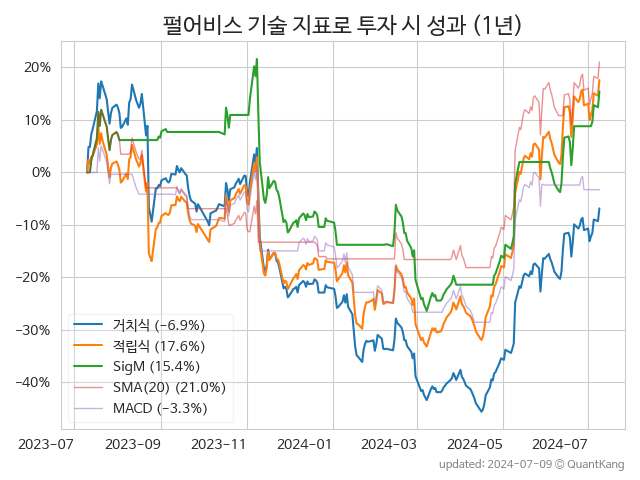 펄어비스 기술 지표로 투자 시 성과 (1년)
20%
10%
0%
−10%
−20%
−30%
−40%
거치식 (−6.9%)
적립식 (17.6%)
SigM (15.4%)
SMA(20) (21.0%)
MACD (−3.3%)
2023-07
2023-09
2023-11
2024-01
2024-03
2024-05
2024-07
updated: 2024-07-09 © QuantKang